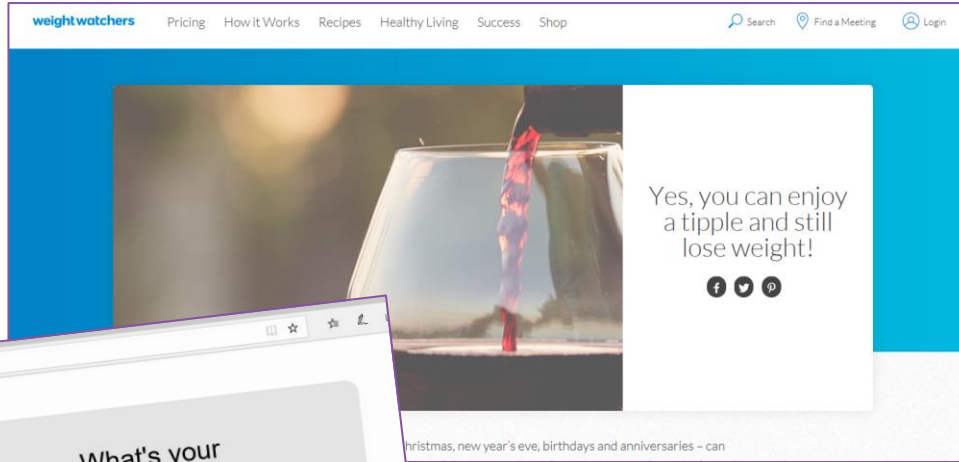 weightwatchers Pricing How it Works Recipes Healthy Living Success Shop Search Find a Meeting Login
Yes, you can enjoy
a tipple and still
lose weight!
christmas, new year's eve, birthdays and anniversaries – can
What's your